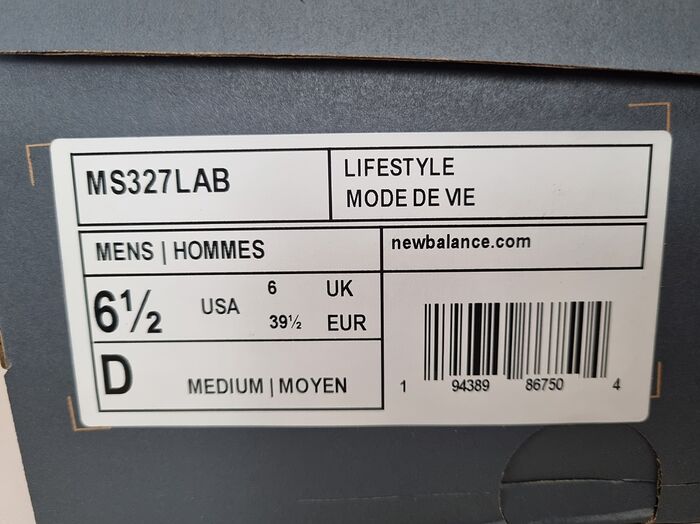 MS327LAB
LIFESTYLE
MODE DE VIE
MENS | HOMMES
newbalance.com
6½ USA
6 UK
39½ EUR
D MEDIUM | MOYEN
1 94389 86750 4